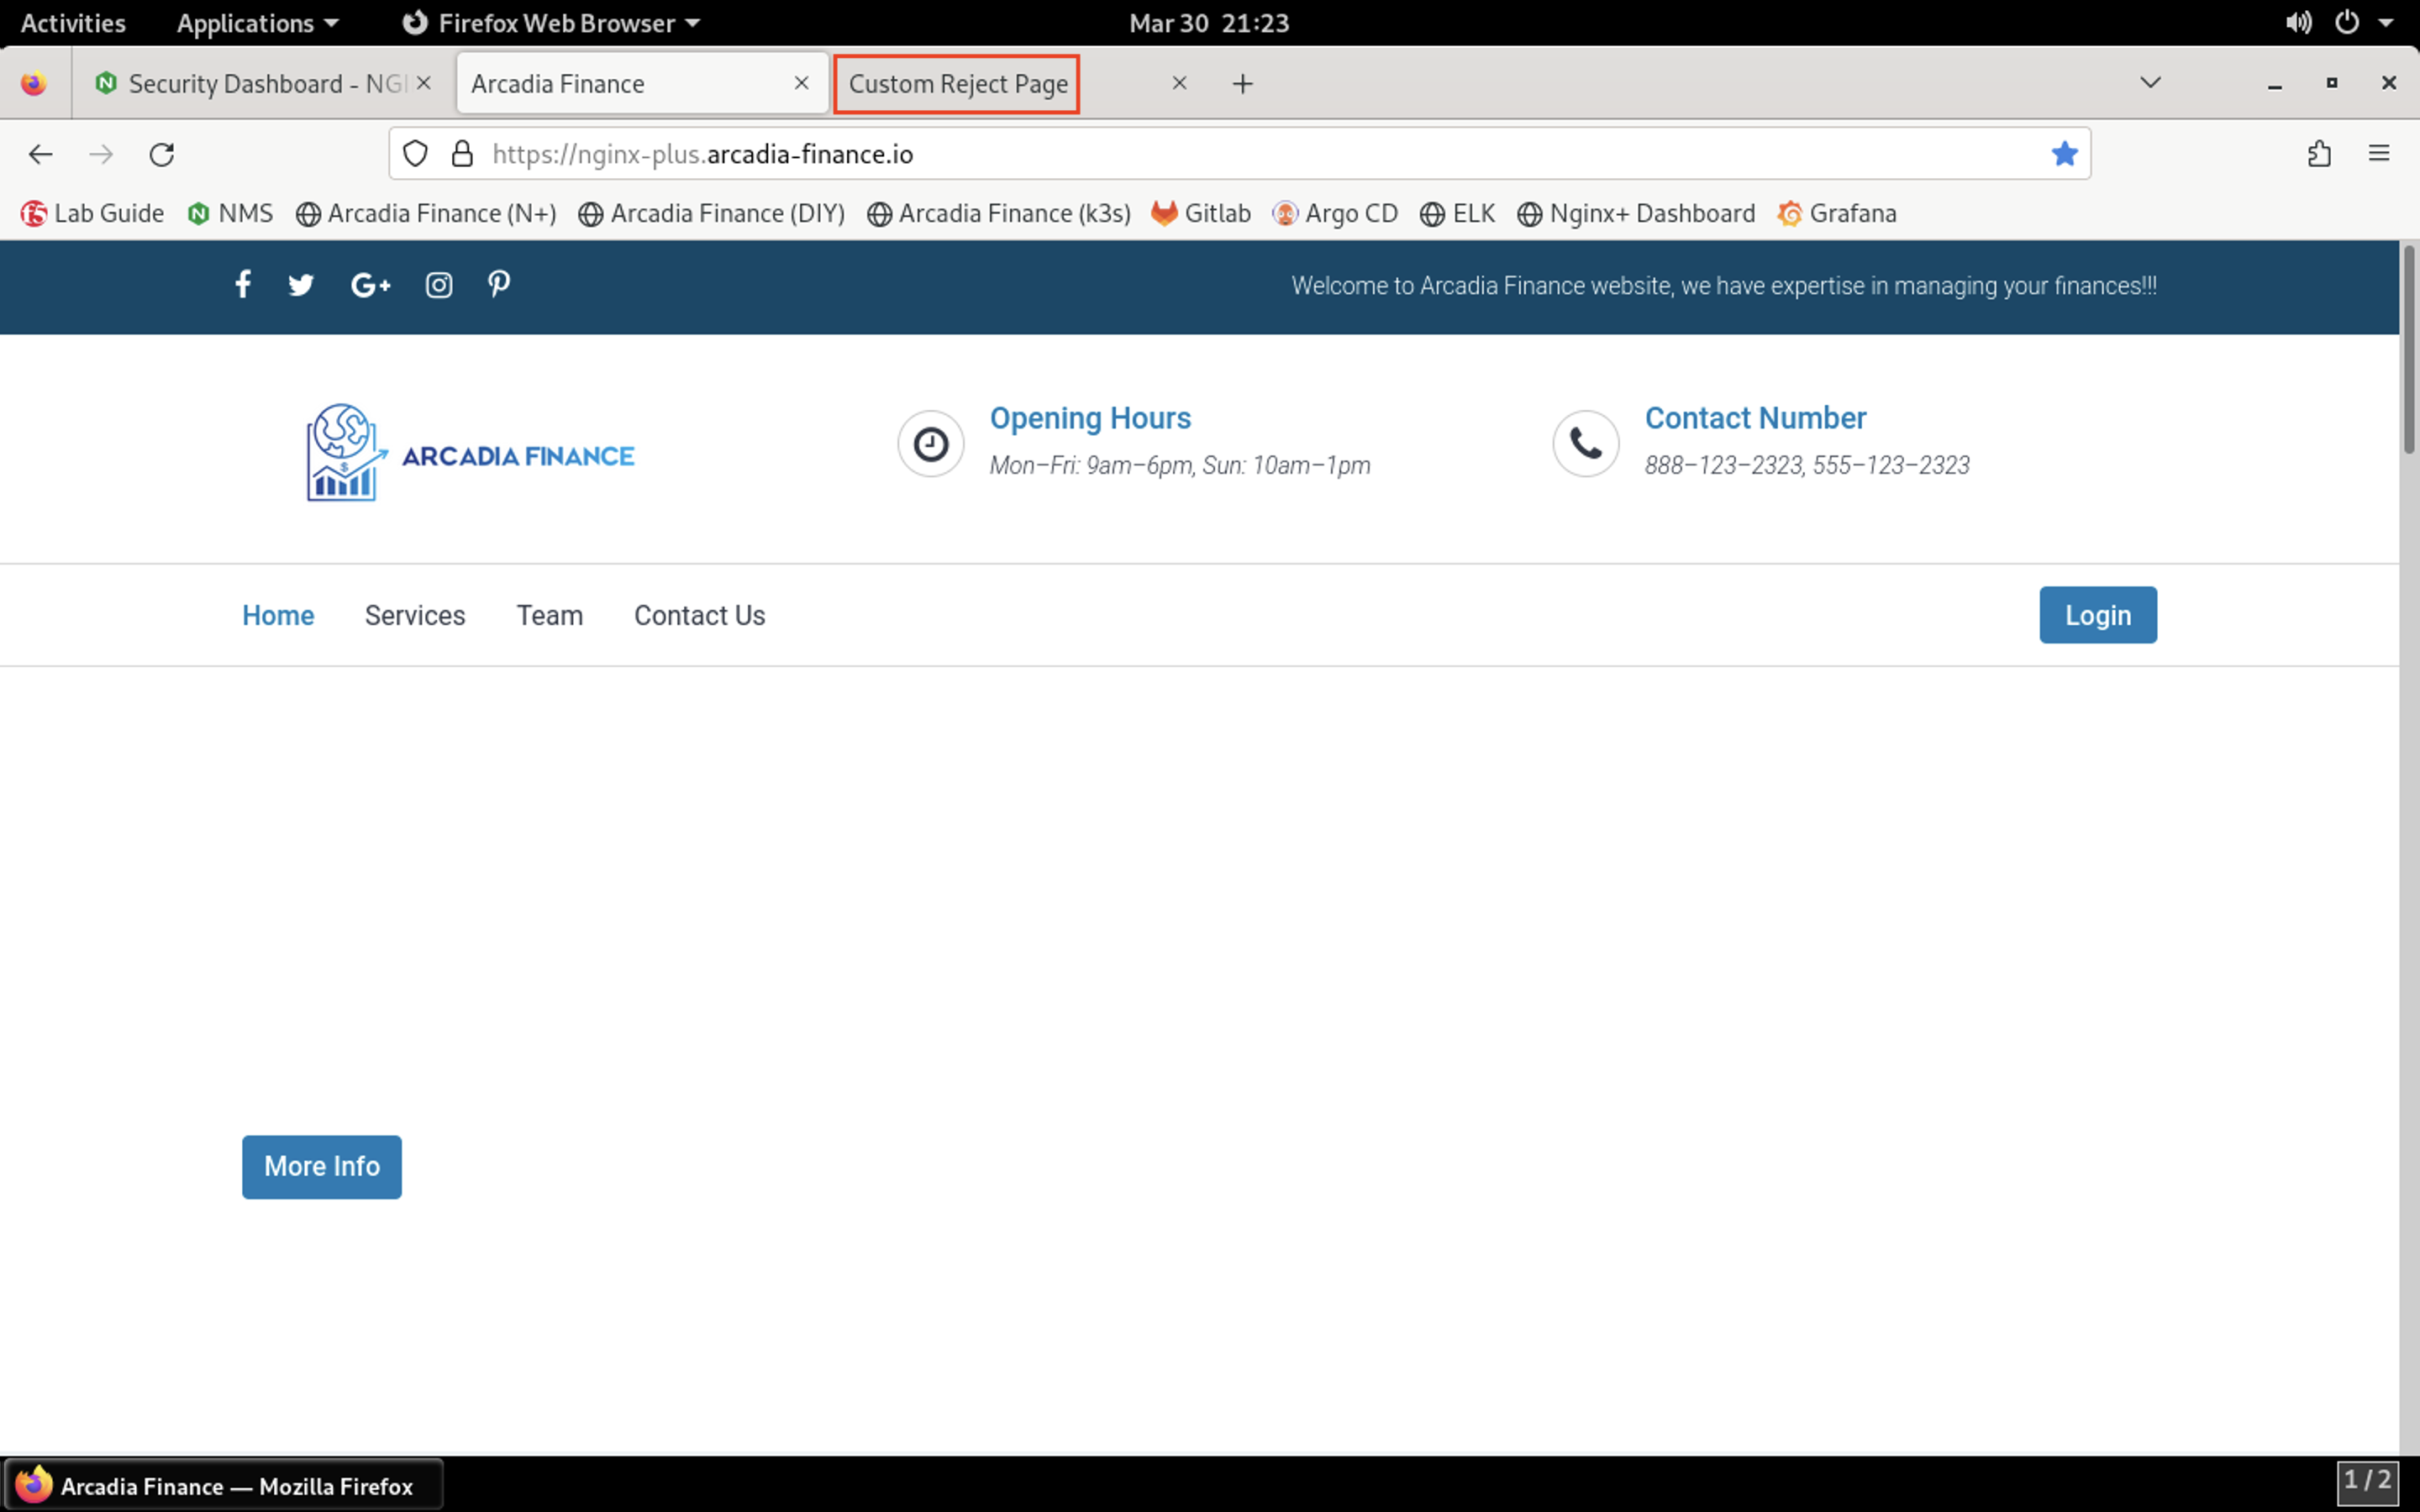 Activities Applications Firefox Web Browser Mar 30 21:23
Security Dashboard - NGI Arcadia Finance Custom Reject Page
https://nginx-plus.arcadia-finance.io
Lab Guide NMS Arcadia Finance (N+) Arcadia Finance (DIY) Arcadia Finance (k3s) Gitlab Argo CD ELK Nginx+ Dashboard Grafana
Welcome to Arcadia Finance website, we have expertise in managing your finances!!!
ARCADIA FINANCE
Opening Hours
Mon–Fri: 9am–6pm, Sun: 10am–1pm
Contact Number
888–123–2323, 555–123–2323
Home Services Team Contact Us Login
More Info
Arcadia Finance — Mozilla Firefox 1 / 2